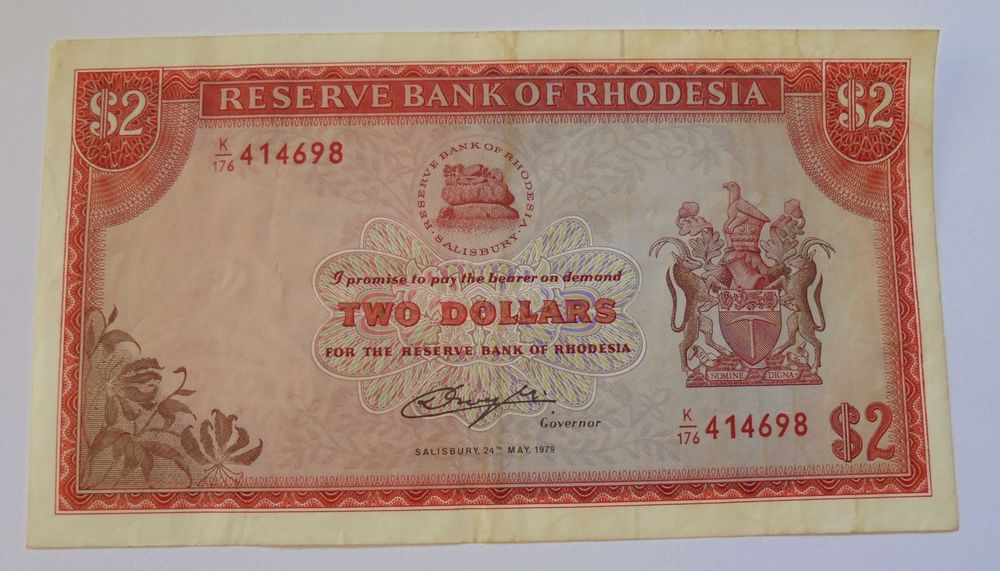 $2 RESERVE BANK OF RHODESIA $2
K/176 414698
RESERVE BANK OF RHODESIA
SALISBURY
I promise to pay the bearer on demand
TWO DOLLARS
FOR THE RESERVE BANK OF RHODESIA
Governor
SALISBURY, 24TH MAY, 1979
SIT NOMINE DIGNA
K/176 414698 $2